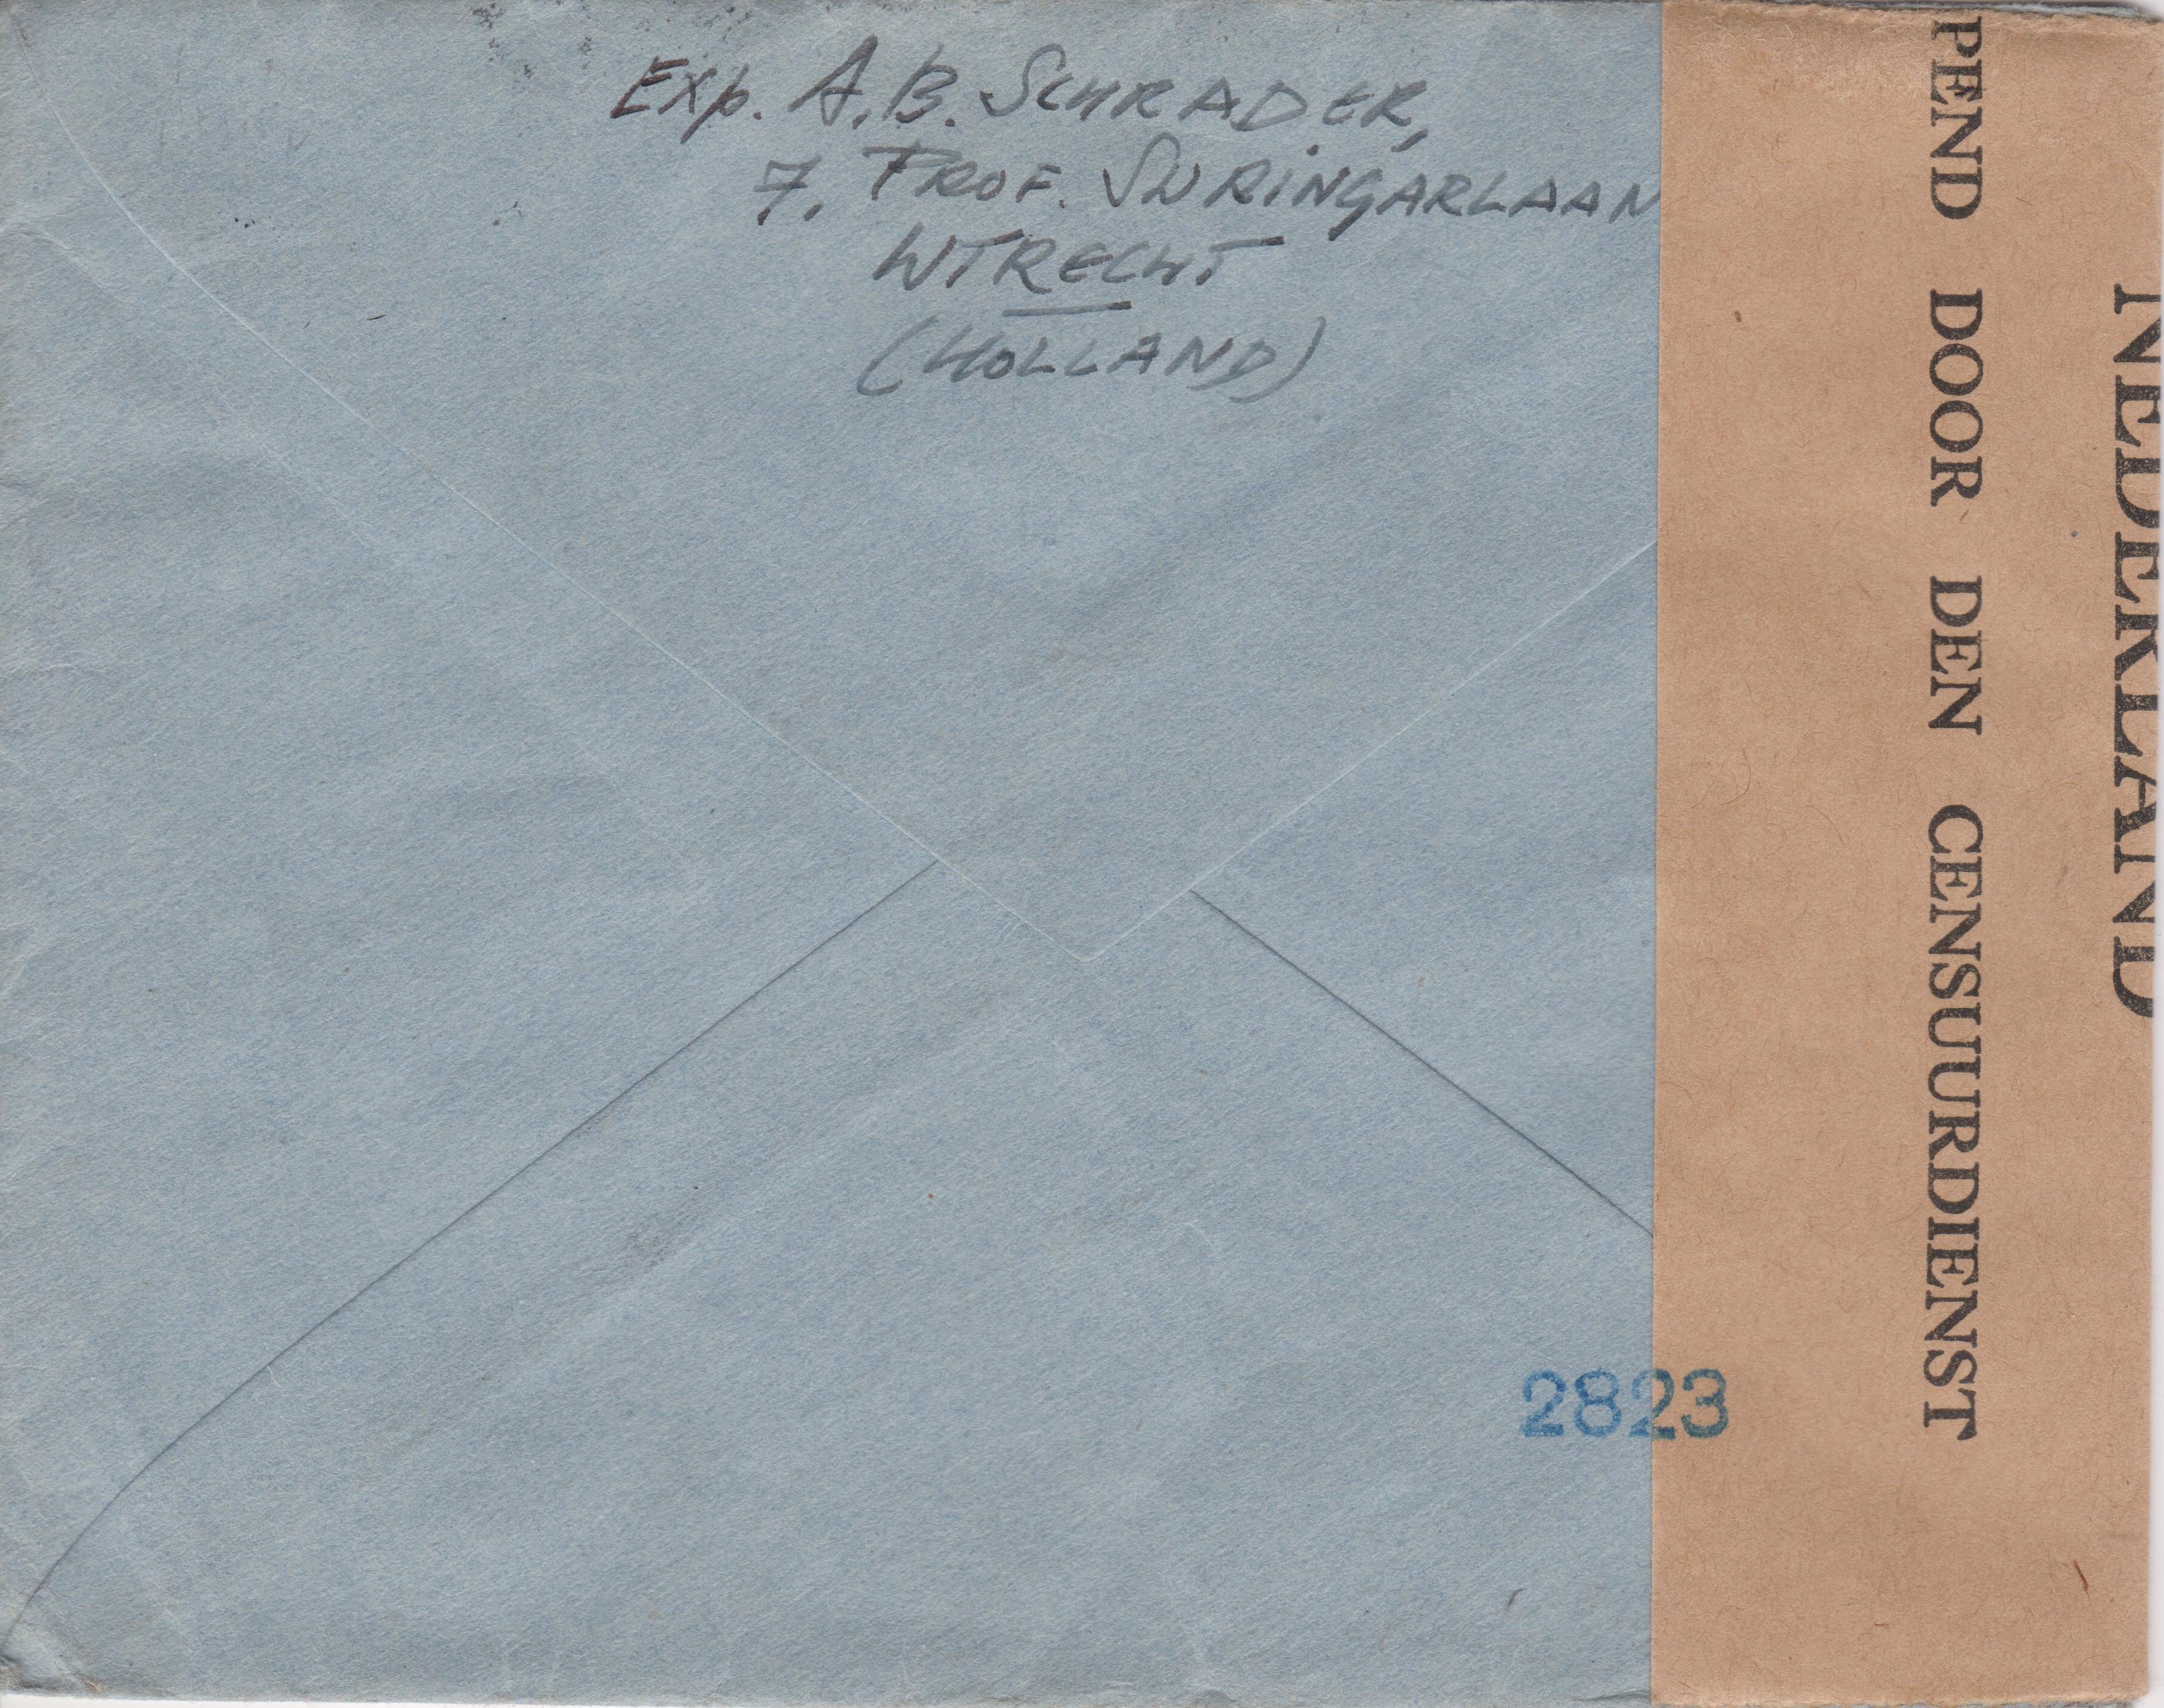 Exp. A.B. SCHRADER,
7, PROF. SURINGARLAAN
UTRECHT
(HOLLAND)
PEND DOOR DEN CENSUURDIENST
NEDERLAND
2823